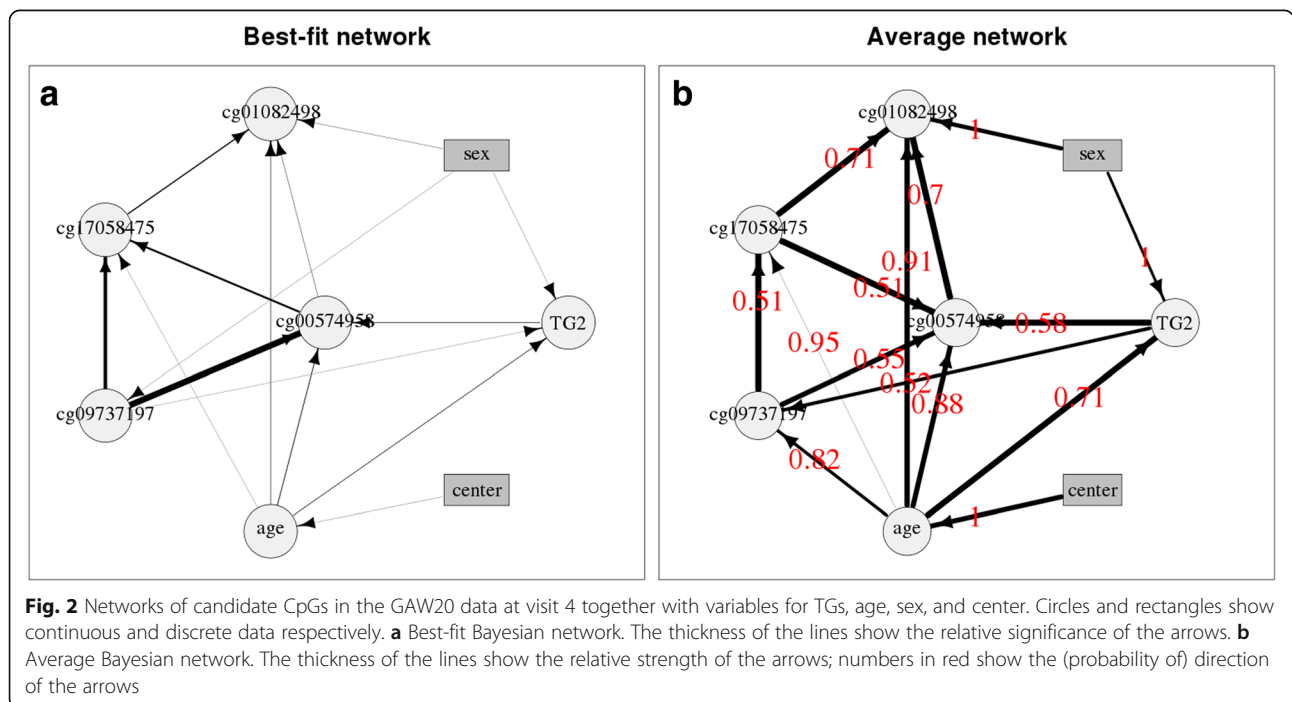 Best-fit network
Average network
a
cg01082498
sex
cg17058475
cg00574958
TG2
cg09737197
center
age
b
cg01082498
1
sex
0.71
0.7
cg17058475
0.91
1
0.51
0.51
cg00574958
0.58
TG2
0.95
0.55
0.52
cg09737197
0.88
0.71
0.82
center
1
age
Fig. 2 Networks of candidate CpGs in the GAW20 data at visit 4 together with variables for TGs, age, sex, and center. Circles and rectangles show
continuous and discrete data respectively. a Best-fit Bayesian network. The thickness of the lines show the relative significance of the arrows. b
Average Bayesian network. The thickness of the lines show the relative strength of the arrows; numbers in red show the (probability of) direction
of the arrows